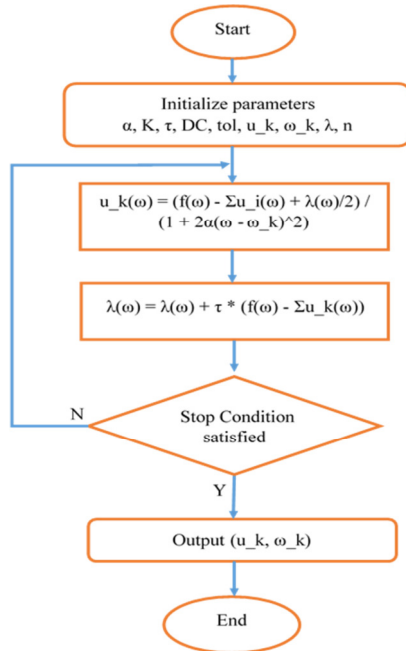 Start
Initialize parameters
α, K, τ, DC, tol, u_k, ω_k, λ, n
u_k(ω) = (f(ω) - Σu_i(ω) + λ(ω)/2) /
(1 + 2α(ω - ω_k)^2)
λ(ω) = λ(ω) + τ * (f(ω) - Σu_k(ω))
N
Stop Condition
satisfied
Y
Output (u_k, ω_k)
End